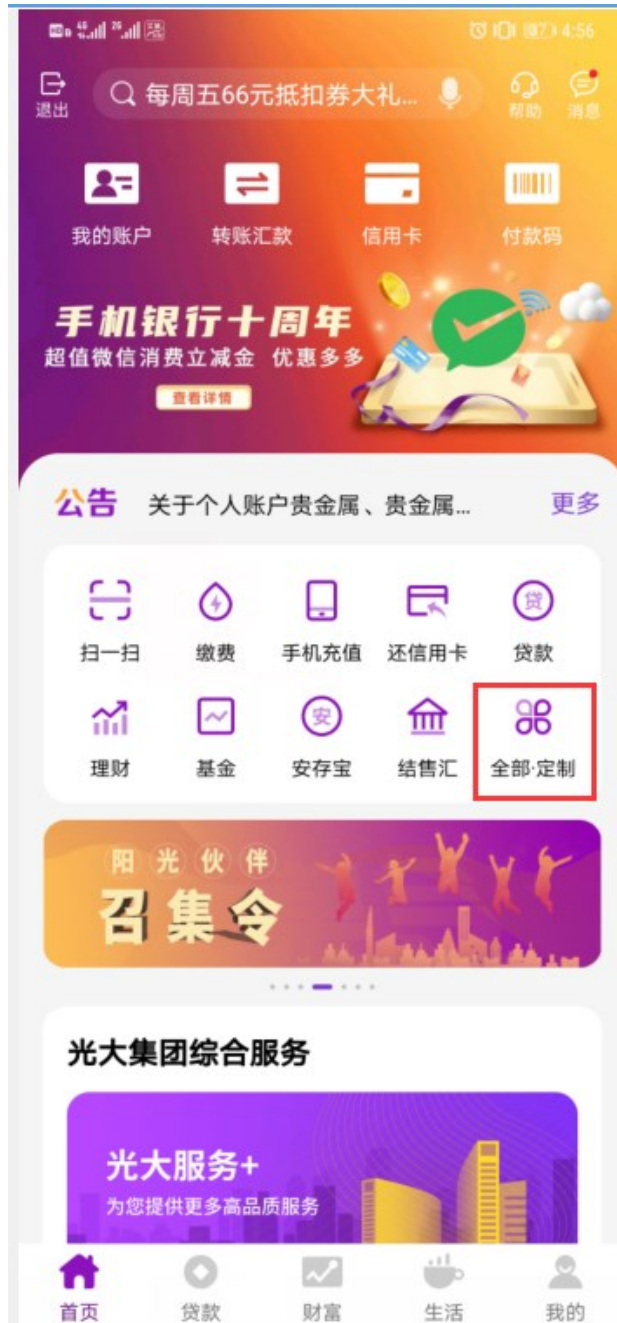 4:56
退出
每周五66元抵扣券大礼...
帮助
消息
我的账户
转账汇款
信用卡
付款码
手机银行十周年
超值微信消费立减金 优惠多多
查看详情
公告
关于个人账户贵金属、贵金属...
更多
扫一扫
缴费
手机充值
还信用卡
贷
贷款
理财
基金
安
安存宝
结售汇
全部·定制
阳光伙伴
召集令
光大集团综合服务
光大服务+
为您提供更多高品质服务
首页
贷款
财富
生活
我的